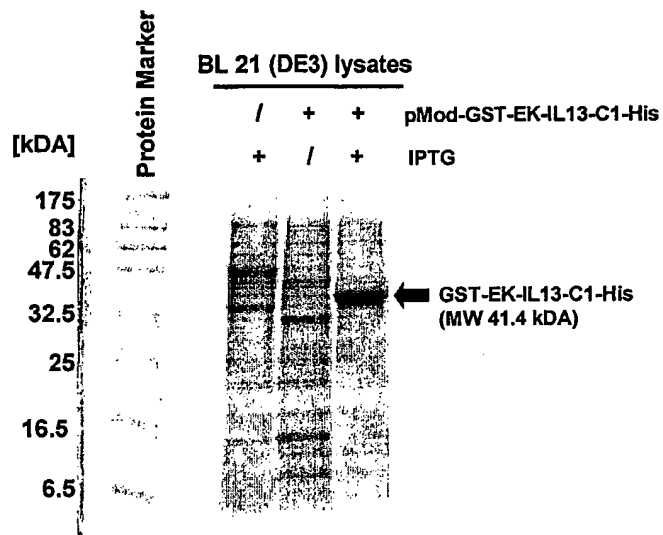 Protein Marker
BL 21 (DE3) lysates
/ + + pMod-GST-EK-IL13-C1-His
[kDA]
+ / + IPTG
175
83
62
47.5
32.5
25
16.5
6.5
GST-EK-IL13-C1-His
(MW 41.4 kDA)